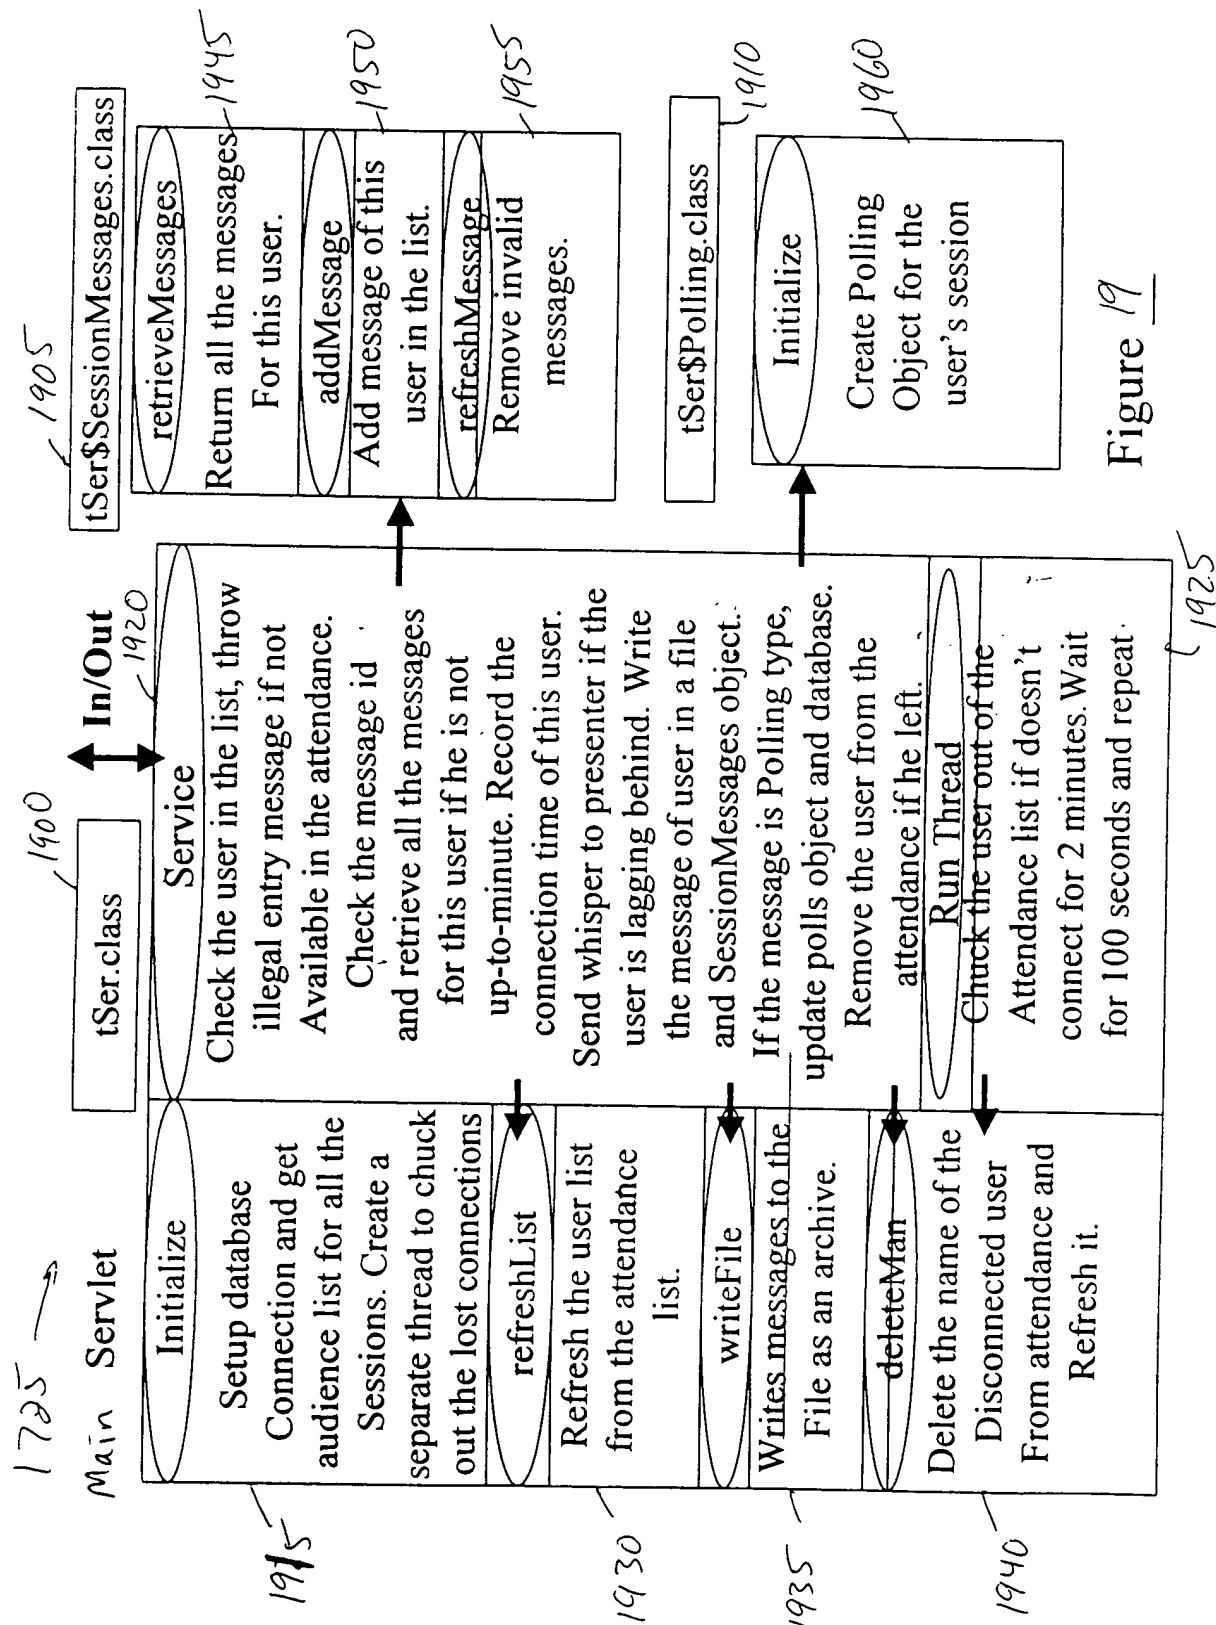 1725
Main Servlet
tSer.class
1900
In/Out
1920
1905
tSer$SessionMessages.class
Initialize
Setup database
Connection and get
audience list for all the
Sessions. Create a
separate thread to chuck
out the lost connections
1915
refreshList
Refresh the user list
from the attendance
list.
1930
writeFile
Writes messages to the
File as an archive.
1935
deleteMan
Delete the name of the
Disconnected user
From attendance and
Refresh it.
1940
Service
Check the user in the list, throw
illegal entry message if not
Available in the attendance.
Check the message id
and retrieve all the messages
for this user if he is not
up-to-minute. Record the
connection time of this user.
Send whisper to presenter if the
user is lagging behind. Write
the message of user in a file
and SessionMessages object.
If the message is Polling type,
update polls object and database.
Remove the user from the
attendance if he left.
Run Thread
Chuck the user out of the
Attendance list if doesn't
connect for 2 minutes. Wait
for 100 seconds and repeat
1925
retrieveMessages
Return all the messages
For this user.
1945
addMessage
Add message of this
user in the list.
1950
refreshMessage
Remove invalid
messages.
1955
tSer$Polling.class
1910
Initialize
Create Polling
Object for the
user's session
1960
Figure 19